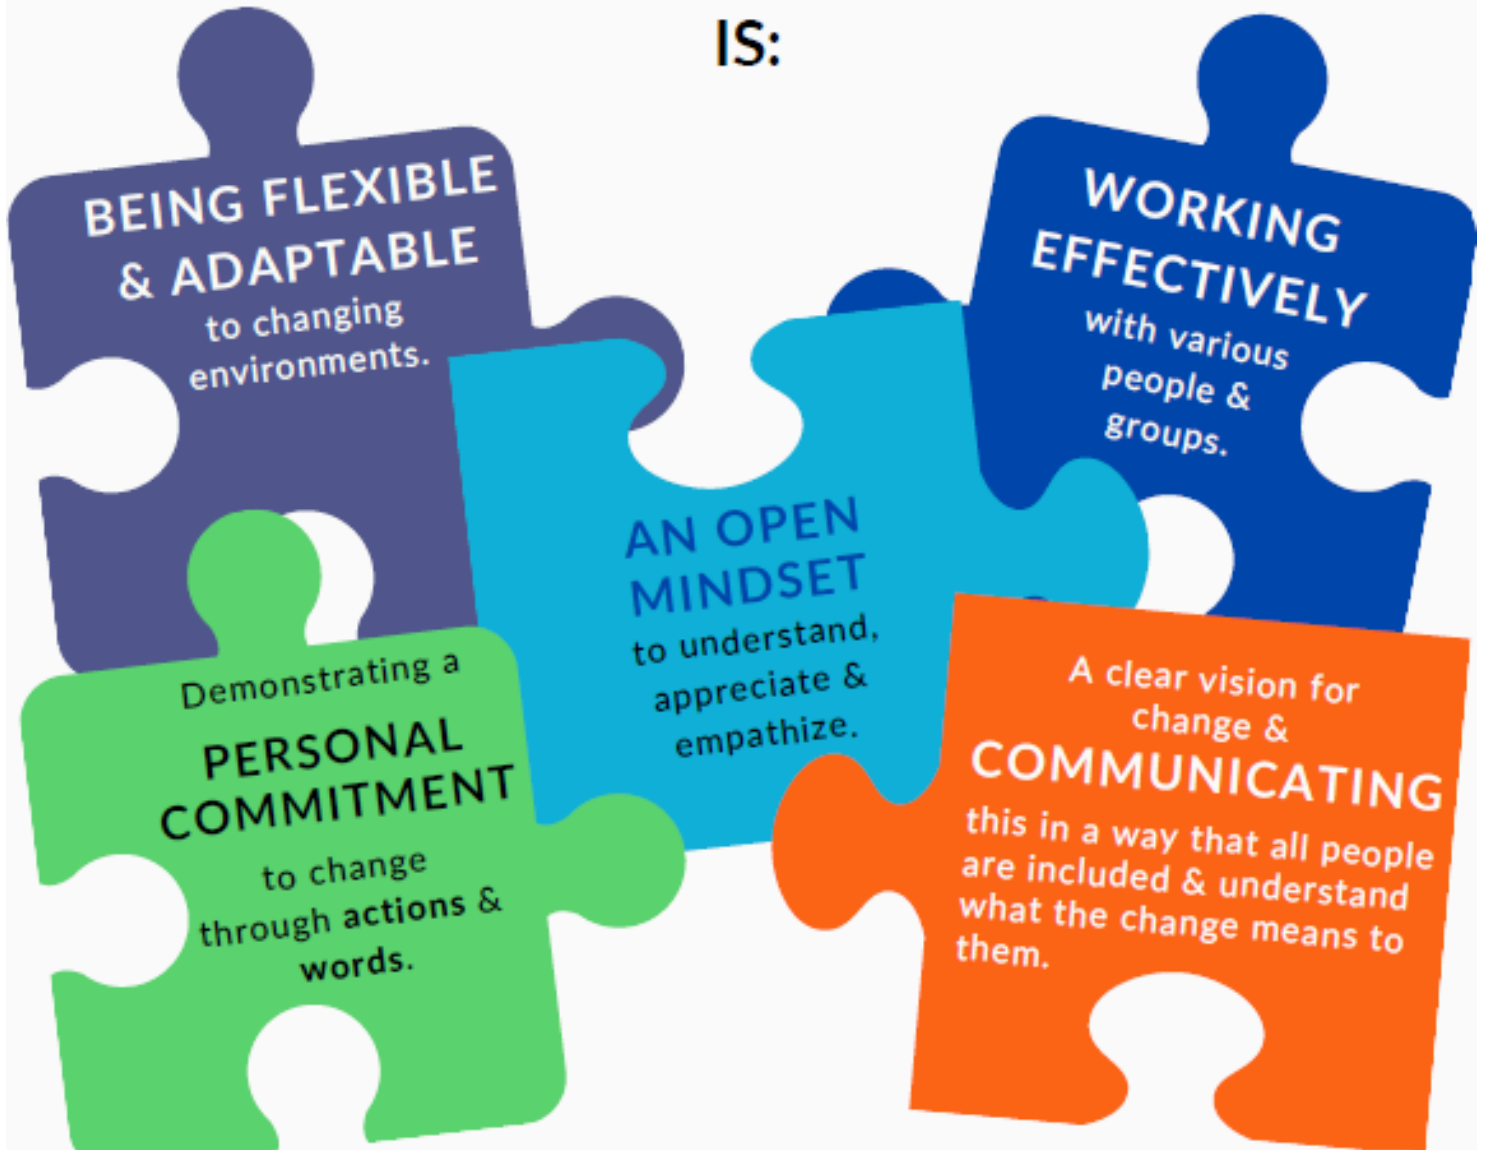 IS:
BEING FLEXIBLE
& ADAPTABLE
to changing
environments.
WORKING
EFFECTIVELY
with various
people &
groups.
AN OPEN
MINDSET
to understand,
appreciate &
empathize.
Demonstrating a
PERSONAL
COMMITMENT
to change
through actions &
words.
A clear vision for
change &
COMMUNICATING
this in a way that all people
are included & understand
what the change means to
them.